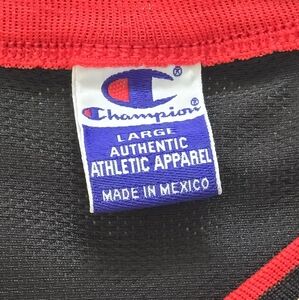 Champion®
LARGE
AUTHENTIC
ATHLETIC APPAREL
MADE IN MEXICO